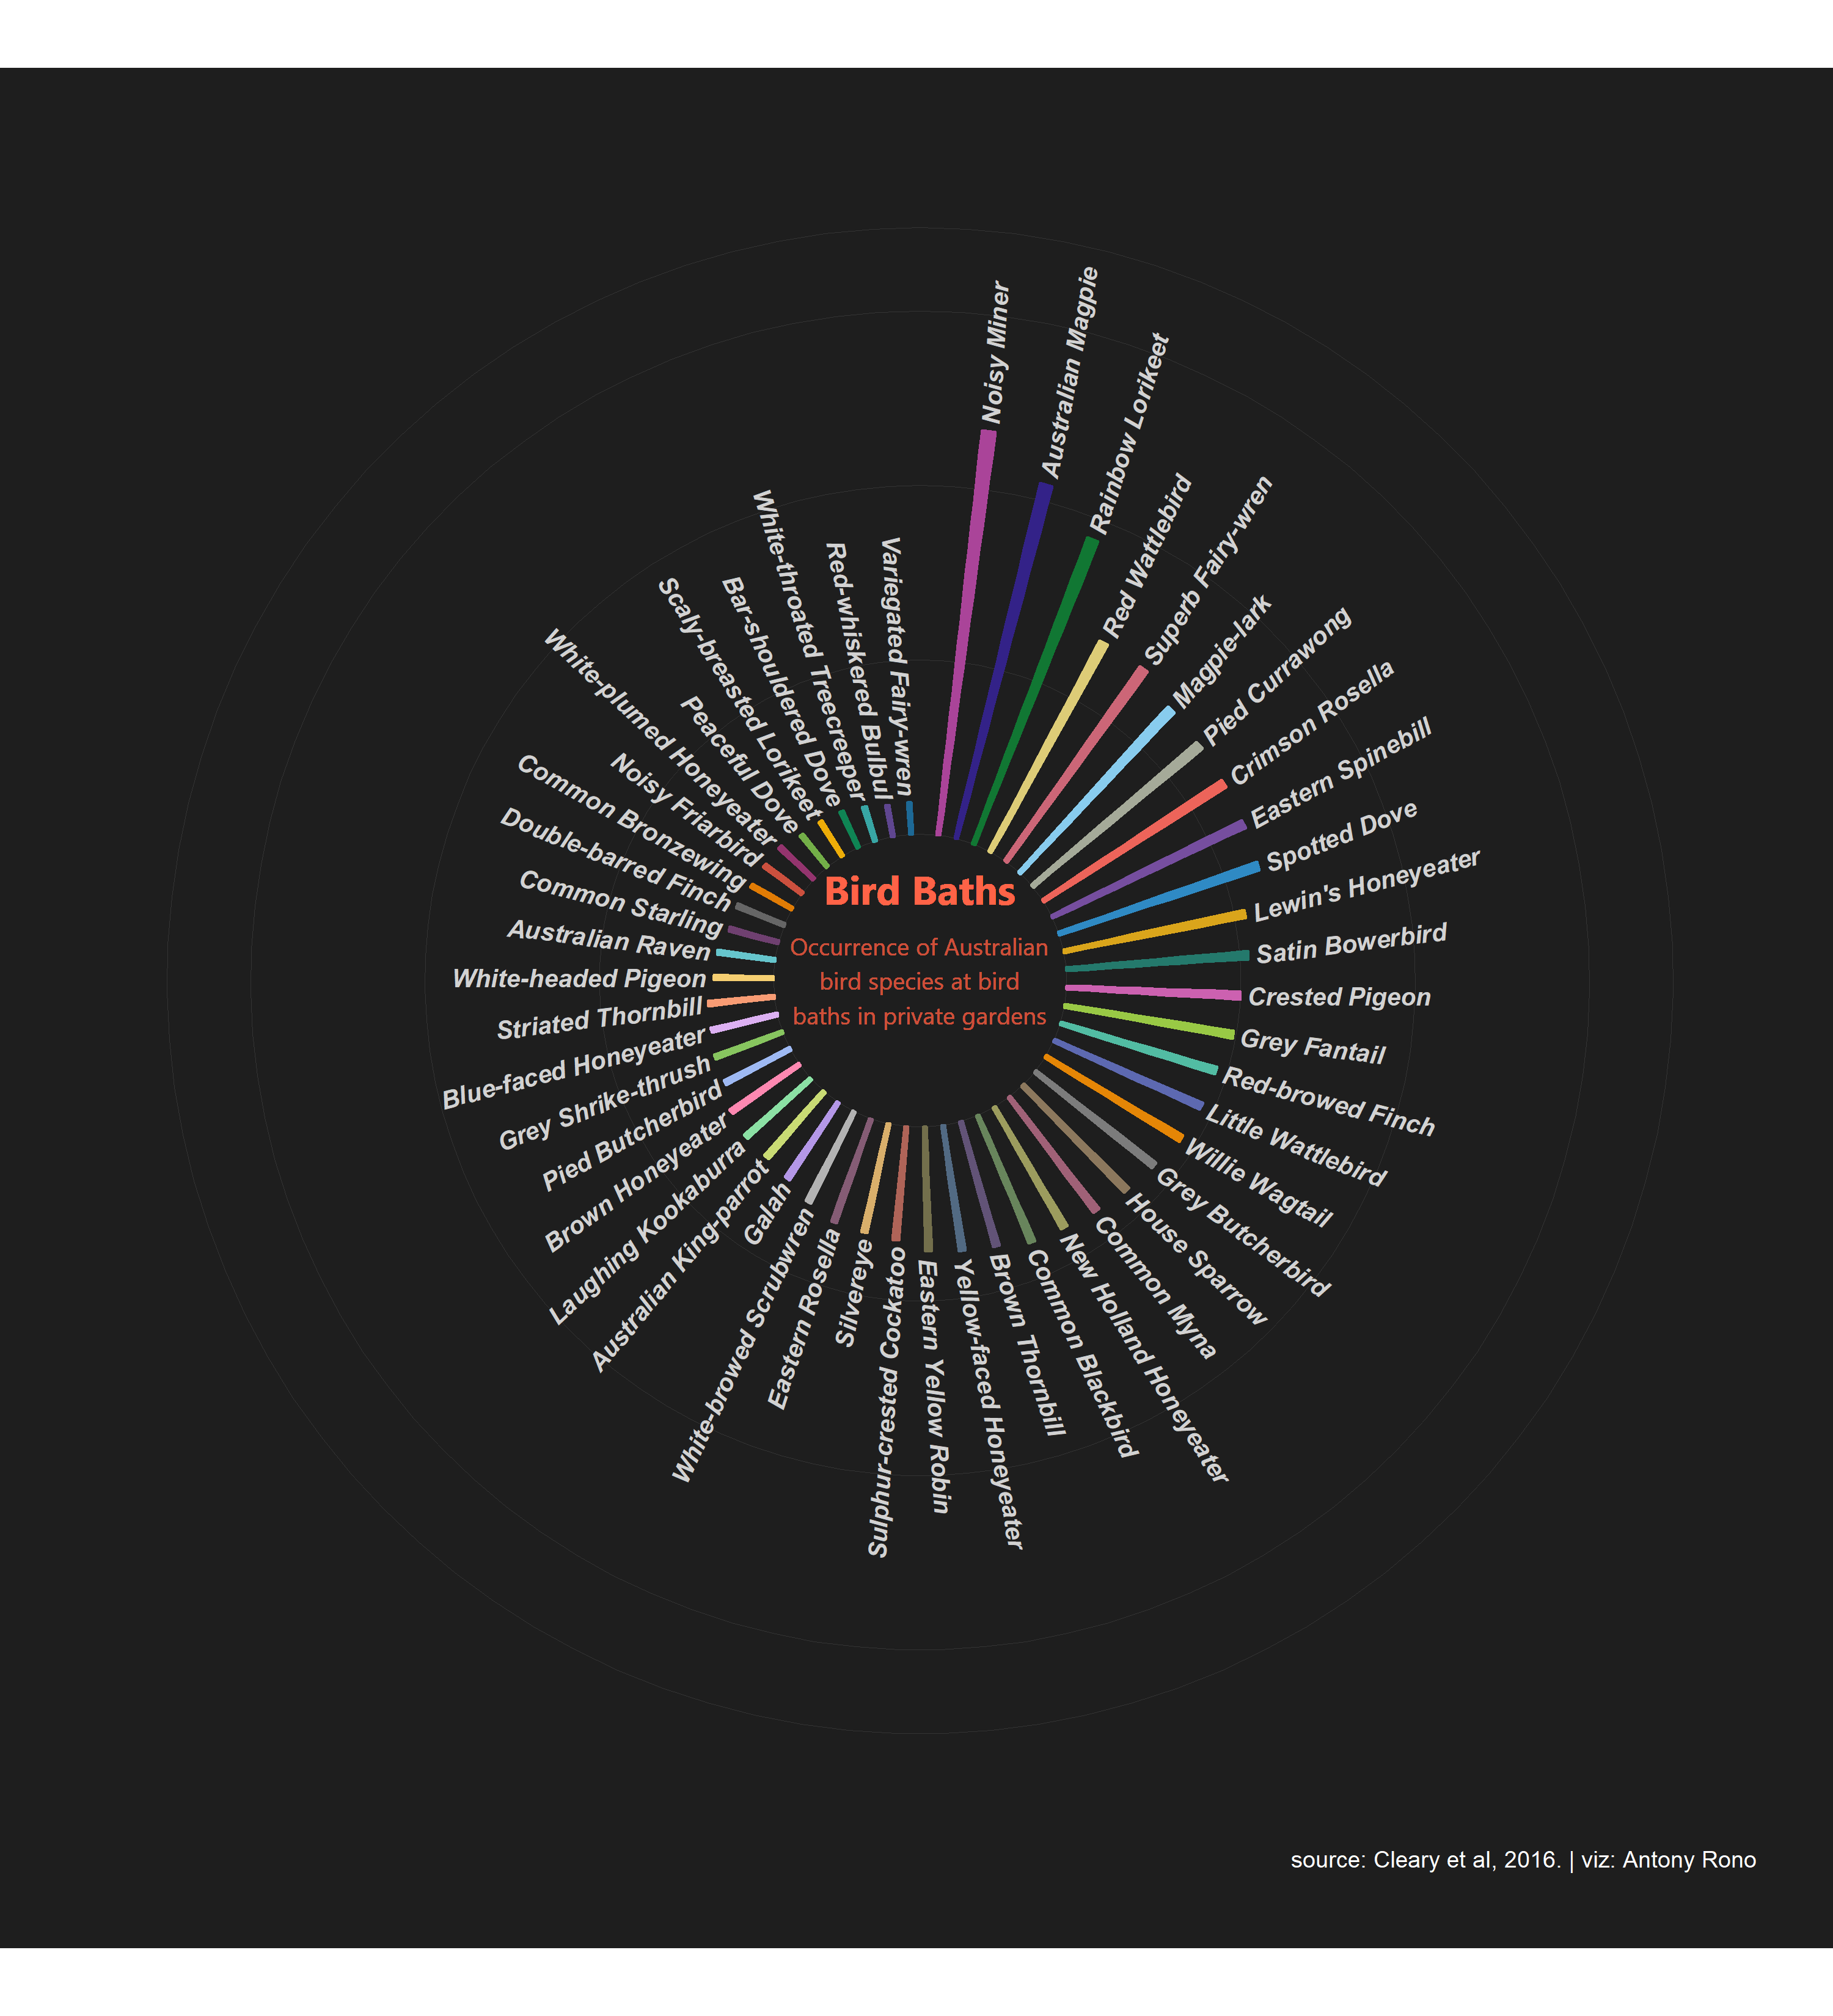 Bird Baths
Occurrence of Australian
bird species at bird
baths in private gardens
Noisy Miner
Australian Magpie
Rainbow Lorikeet
Red Wattlebird
Superb Fairy-wren
Magpie-lark
Pied Currawong
Crimson Rosella
Eastern Spinebill
Spotted Dove
Lewin's Honeyeater
Satin Bowerbird
Crested Pigeon
Grey Fantail
Red-browed Finch
Little Wattlebird
Willie Wagtail
Grey Butcherbird
House Sparrow
Common Myna
New Holland Honeyeater
Common Blackbird
Brown Thornbill
Yellow-faced Honeyeater
Eastern Yellow Robin
Sulphur-crested Cockatoo
Silvereye
Eastern Rosella
White-browed Scrubwren
Galah
Australian King-parrot
Laughing Kookaburra
Brown Honeyeater
Pied Butcherbird
Grey Shrike-thrush
Blue-faced Honeyeater
Striated Thornbill
White-headed Pigeon
Australian Raven
Common Starling
Double-barred Finch
Common Bronzewing
Noisy Friarbird
White-plumed Honeyeater
Peaceful Dove
Scaly-breasted Lorikeet
Bar-shouldered Dove
White-throated Treecreeper
Red-whiskered Bulbul
Variegated Fairy-wren
source: Cleary et al, 2016. | viz: Antony Rono